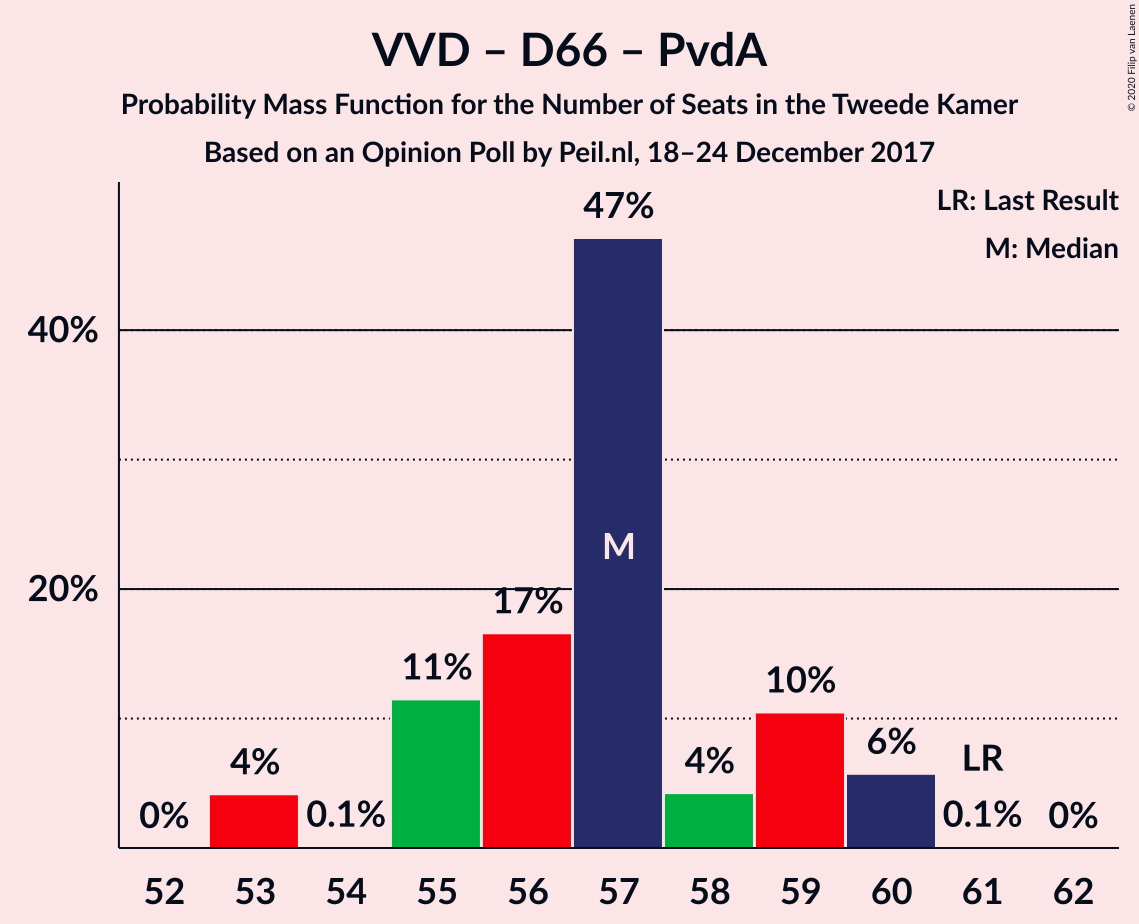 VVD – D66 – PvdA
Probability Mass Function for the Number of Seats in the Tweede Kamer
Based on an Opinion Poll by Peil.nl, 18–24 December 2017
© 2020 Filip van Laenen
LR: Last Result
M: Median
40%
20%
0%
4%
0.1%
11%
17%
47%
M
4%
10%
6%
LR
0.1%
0%
52 53 54 55 56 57 58 59 60 61 62